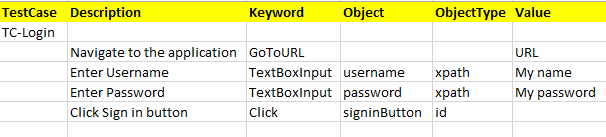 TestCase Description Keyword Object ObjectType Value
TC-Login
Navigate to the application GoToURL URL
Enter Username TextBoxInput username xpath My name
Enter Password TextBoxInput password xpath My password
Click Sign in button Click signinButton id